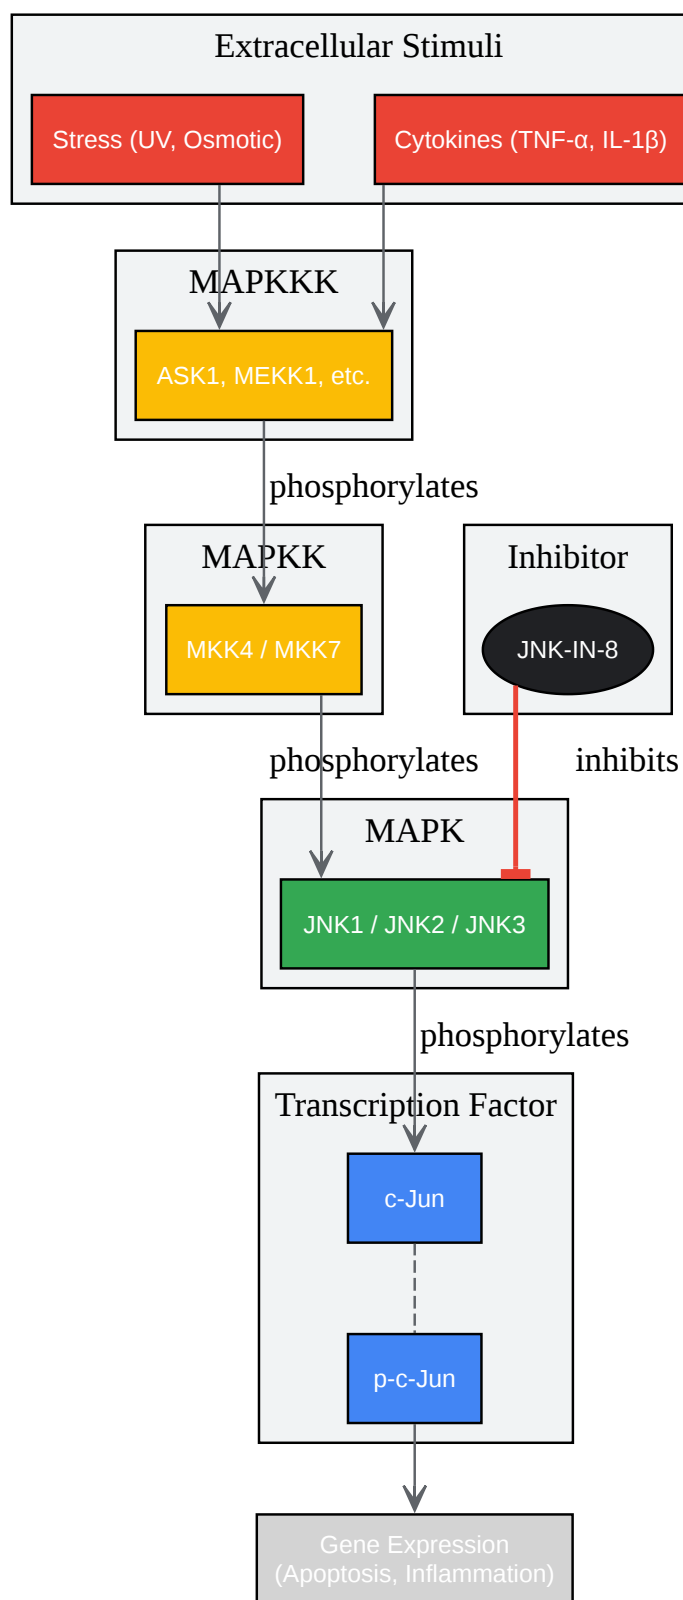 Extracellular Stimuli
Stress (UV, Osmotic)
Cytokines (TNF-α, IL-1β)
MAPKKK
ASK1, MEKK1, etc.
phosphorylates
MAPKK
Inhibitor
MKK4 / MKK7
JNK-IN-8
phosphorylates
inhibits
MAPK
JNK1 / JNK2 / JNK3
phosphorylates
Transcription Factor
c-Jun
p-c-Jun
Gene Expression
(Apoptosis, Inflammation)